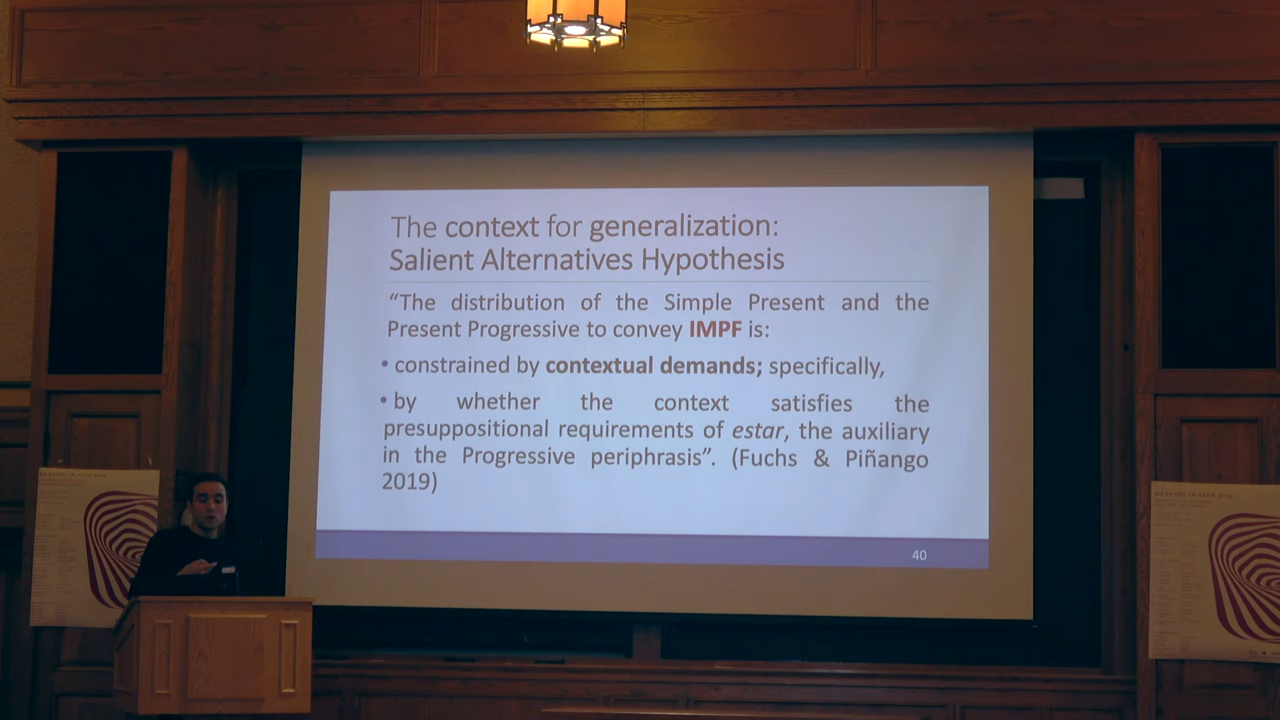 The context for generalization:
Salient Alternatives Hypothesis
“The distribution of the Simple Present and the
Present Progressive to convey IMPF is:
• constrained by contextual demands; specifically,
• by whether the context satisfies the
presuppositional requirements of estar, the auxiliary
in the Progressive periphrasis”. (Fuchs & Piñango
2019)
40